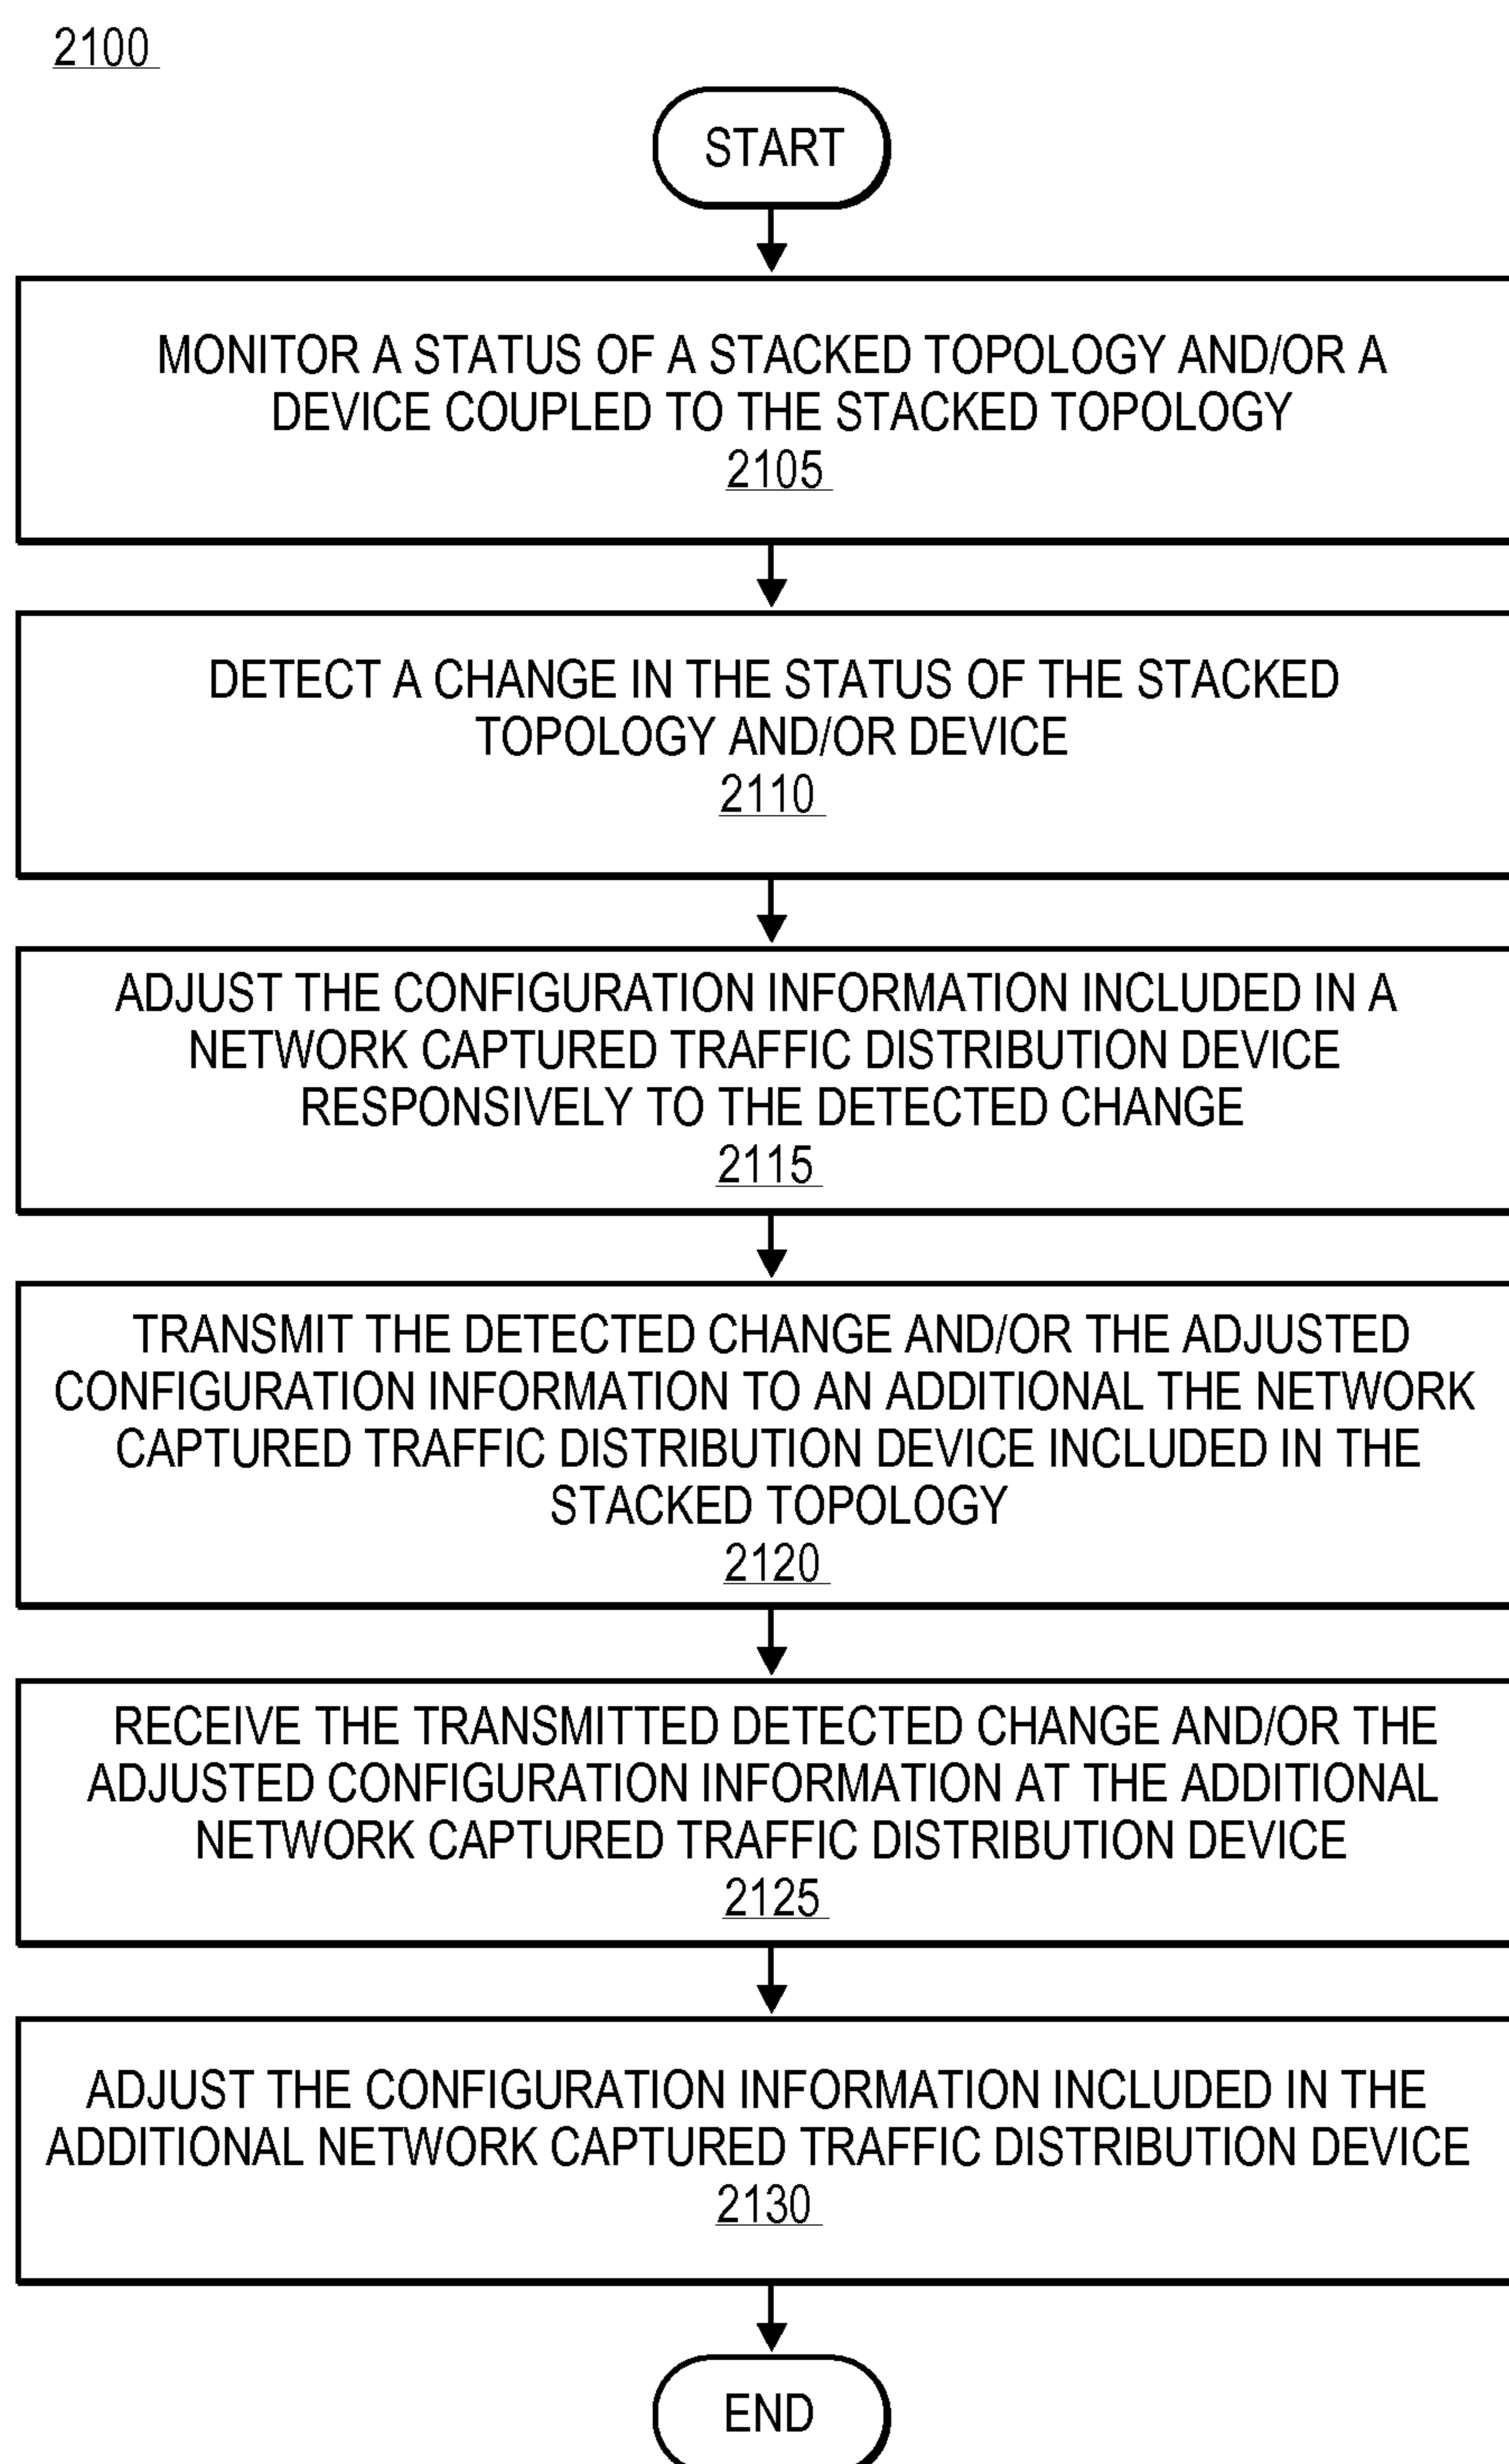 2100
START
MONITOR A STATUS OF A STACKED TOPOLOGY AND/OR A
DEVICE COUPLED TO THE STACKED TOPOLOGY
2105
DETECT A CHANGE IN THE STATUS OF THE STACKED
TOPOLOGY AND/OR DEVICE
2110
ADJUST THE CONFIGURATION INFORMATION INCLUDED IN A
NETWORK CAPTURED TRAFFIC DISTRIBUTION DEVICE
RESPONSIVELY TO THE DETECTED CHANGE
2115
TRANSMIT THE DETECTED CHANGE AND/OR THE ADJUSTED
CONFIGURATION INFORMATION TO AN ADDITIONAL THE NETWORK
CAPTURED TRAFFIC DISTRIBUTION DEVICE INCLUDED IN THE
STACKED TOPOLOGY
2120
RECEIVE THE TRANSMITTED DETECTED CHANGE AND/OR THE
ADJUSTED CONFIGURATION INFORMATION AT THE ADDITIONAL
NETWORK CAPTURED TRAFFIC DISTRIBUTION DEVICE
2125
ADJUST THE CONFIGURATION INFORMATION INCLUDED IN THE
ADDITIONAL NETWORK CAPTURED TRAFFIC DISTRIBUTION DEVICE
2130
END